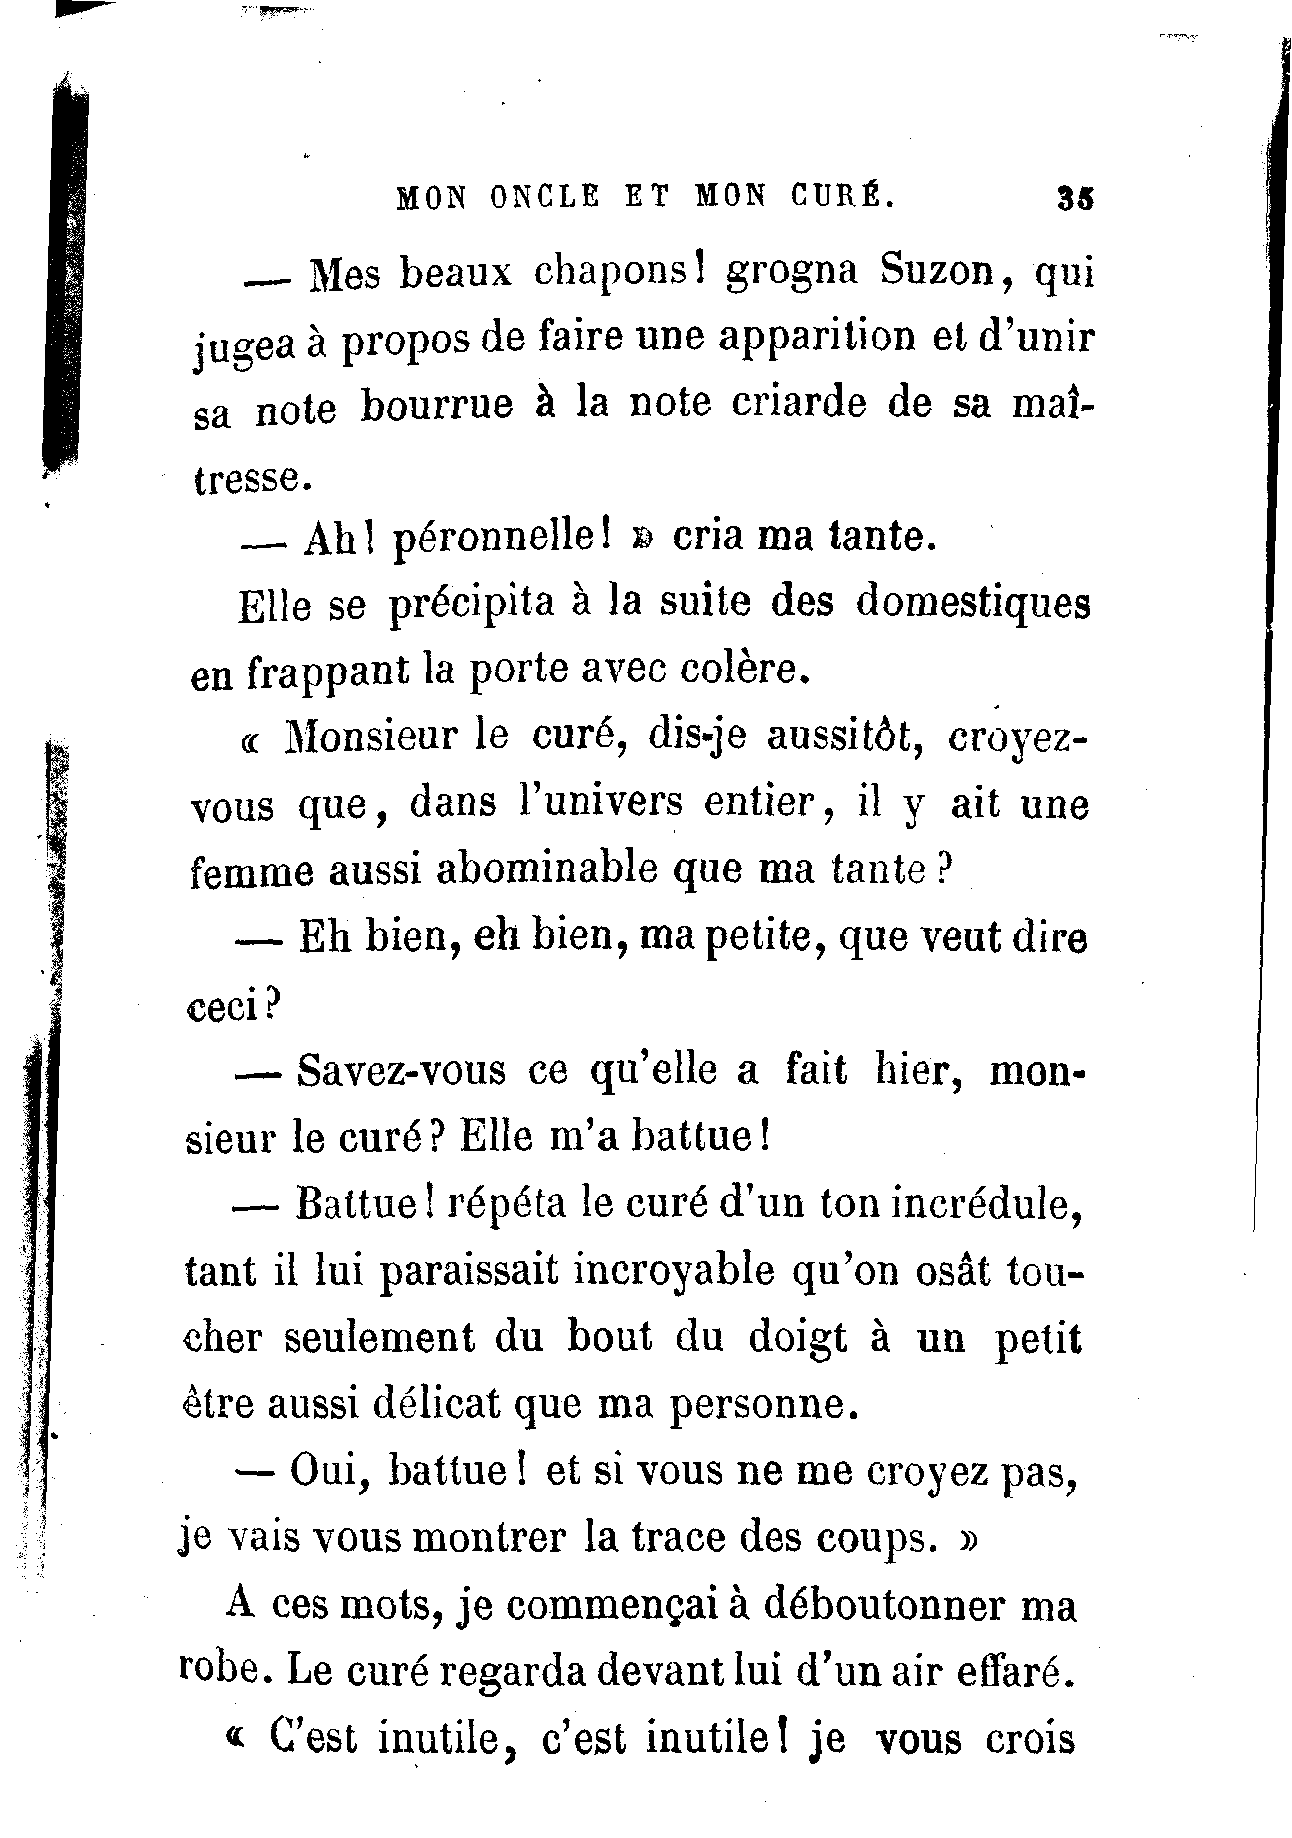 MON ONCLE ET MON CURÉ. 35
— Mes beaux chapons! grogna Suzon, qui
jugea à propos de faire une apparition et d'unir
sa note bourrue à la note criarde de sa maî-
tresse.
— Ah! péronnelle! » cria ma tante.
Elle se précipita à la suite des domestiques
en frappant la porte avec colère.
« Monsieur le curé, dis-je aussitôt, croyez-
vous que, dans l'univers entier, il y ait une
femme aussi abominable que ma tante?
— Eh bien, eh bien, ma petite, que veut dire
ceci?
— Savez-vous ce qu'elle a fait hier, mon-
sieur le curé? Elle m'a battue!
— Battue! répéta le curé d'un ton incrédule,
tant il lui paraissait incroyable qu'on osât tou-
cher seulement du bout du doigt à un petit
être aussi délicat que ma personne.
— Oui, battue! et si vous ne me croyez pas,
je vais vous montrer la trace des coups. »
A ces mots, je commençai à déboutonner ma
robe. Le curé regarda devant lui d'un air effaré.
« C'est inutile, c'est inutile! je vous crois